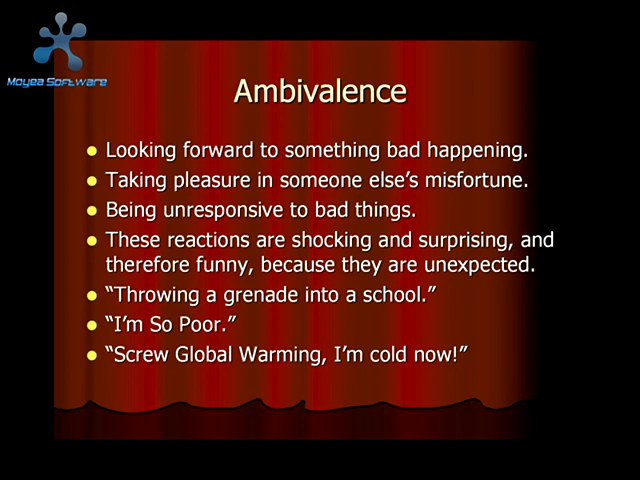 Moyea Software
Ambivalence
Looking forward to something bad happening.
Taking pleasure in someone else's misfortune.
Being unresponsive to bad things.
These reactions are shocking and surprising, and
therefore funny, because they are unexpected.
“Throwing a grenade into a school.”
“I'm So Poor.”
“Screw Global Warming, I'm cold now!”